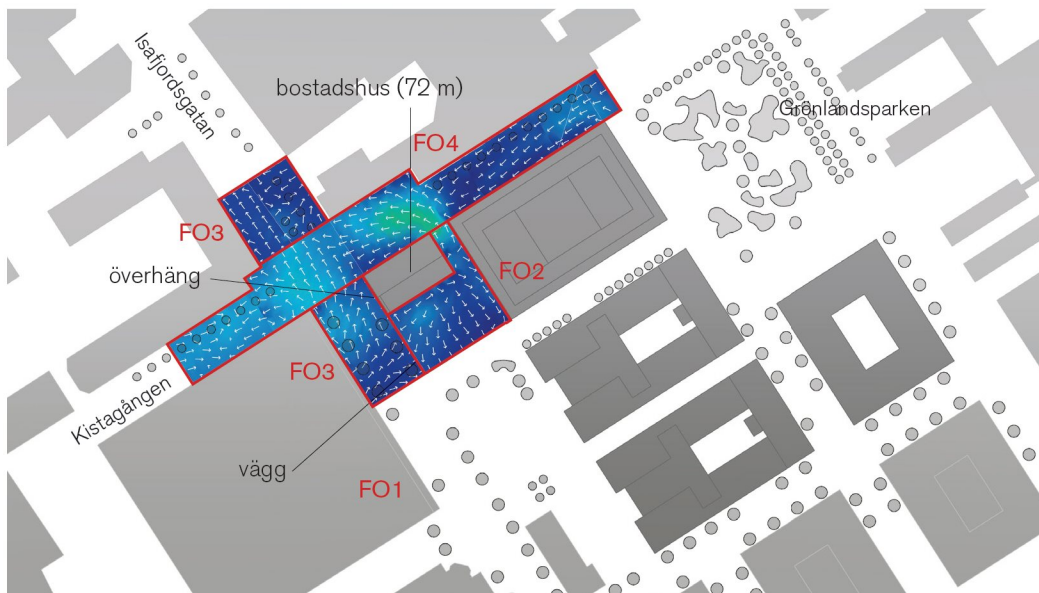 Isafjordsgatan
bostadshus (72 m)
Grönlandsparken
FO4
FO3
FO2
överhäng
FO3
Kistagången
vägg
FO1